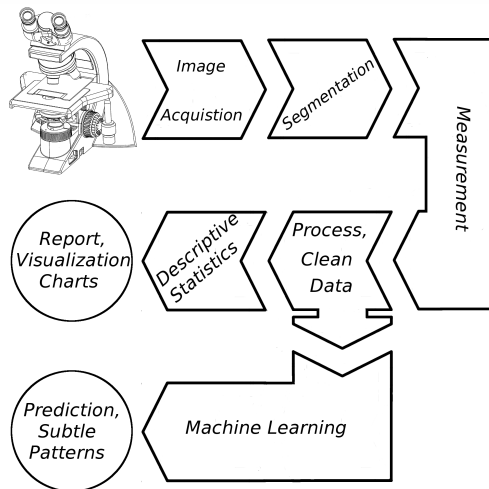 Image
Acquistion
Segmentation
Measurement
Process,
Clean
Data
Descriptive
Statistics
Report,
Visualization
Charts
Machine Learning
Prediction,
Subtle
Patterns